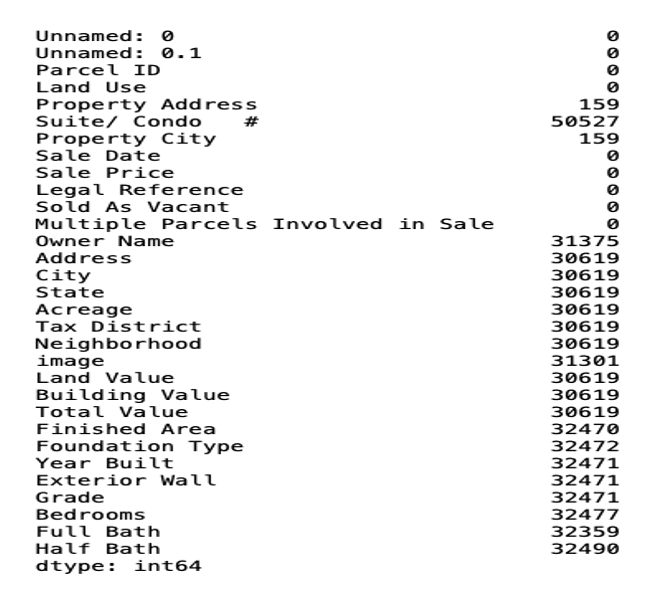 Unnamed: 0 0
Unnamed: 0.1 0
Parcel ID 0
Land Use 0
Property Address 159
Suite/ Condo   # 50527
Property City 159
Sale Date 0
Sale Price 0
Legal Reference 0
Sold As Vacant 0
Multiple Parcels Involved in Sale 0
Owner Name 31375
Address 30619
City 30619
State 30619
Acreage 30619
Tax District 30619
Neighborhood 30619
image 31301
Land Value 30619
Building Value 30619
Total Value 30619
Finished Area 32470
Foundation Type 32472
Year Built 32471
Exterior Wall 32471
Grade 32471
Bedrooms 32477
Full Bath 32359
Half Bath 32490
dtype: int64